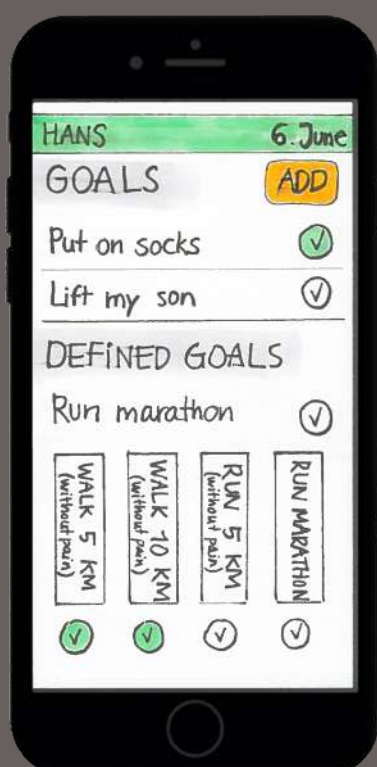 HANS 6. June
GOALS ADD
Put on socks
Lift my son
DEFINED GOALS
Run marathon
WALK 5 KM
(without pain)
WALK 10 KM
(without pain)
RUN 5 KM
(without pain)
RUN MARATHON